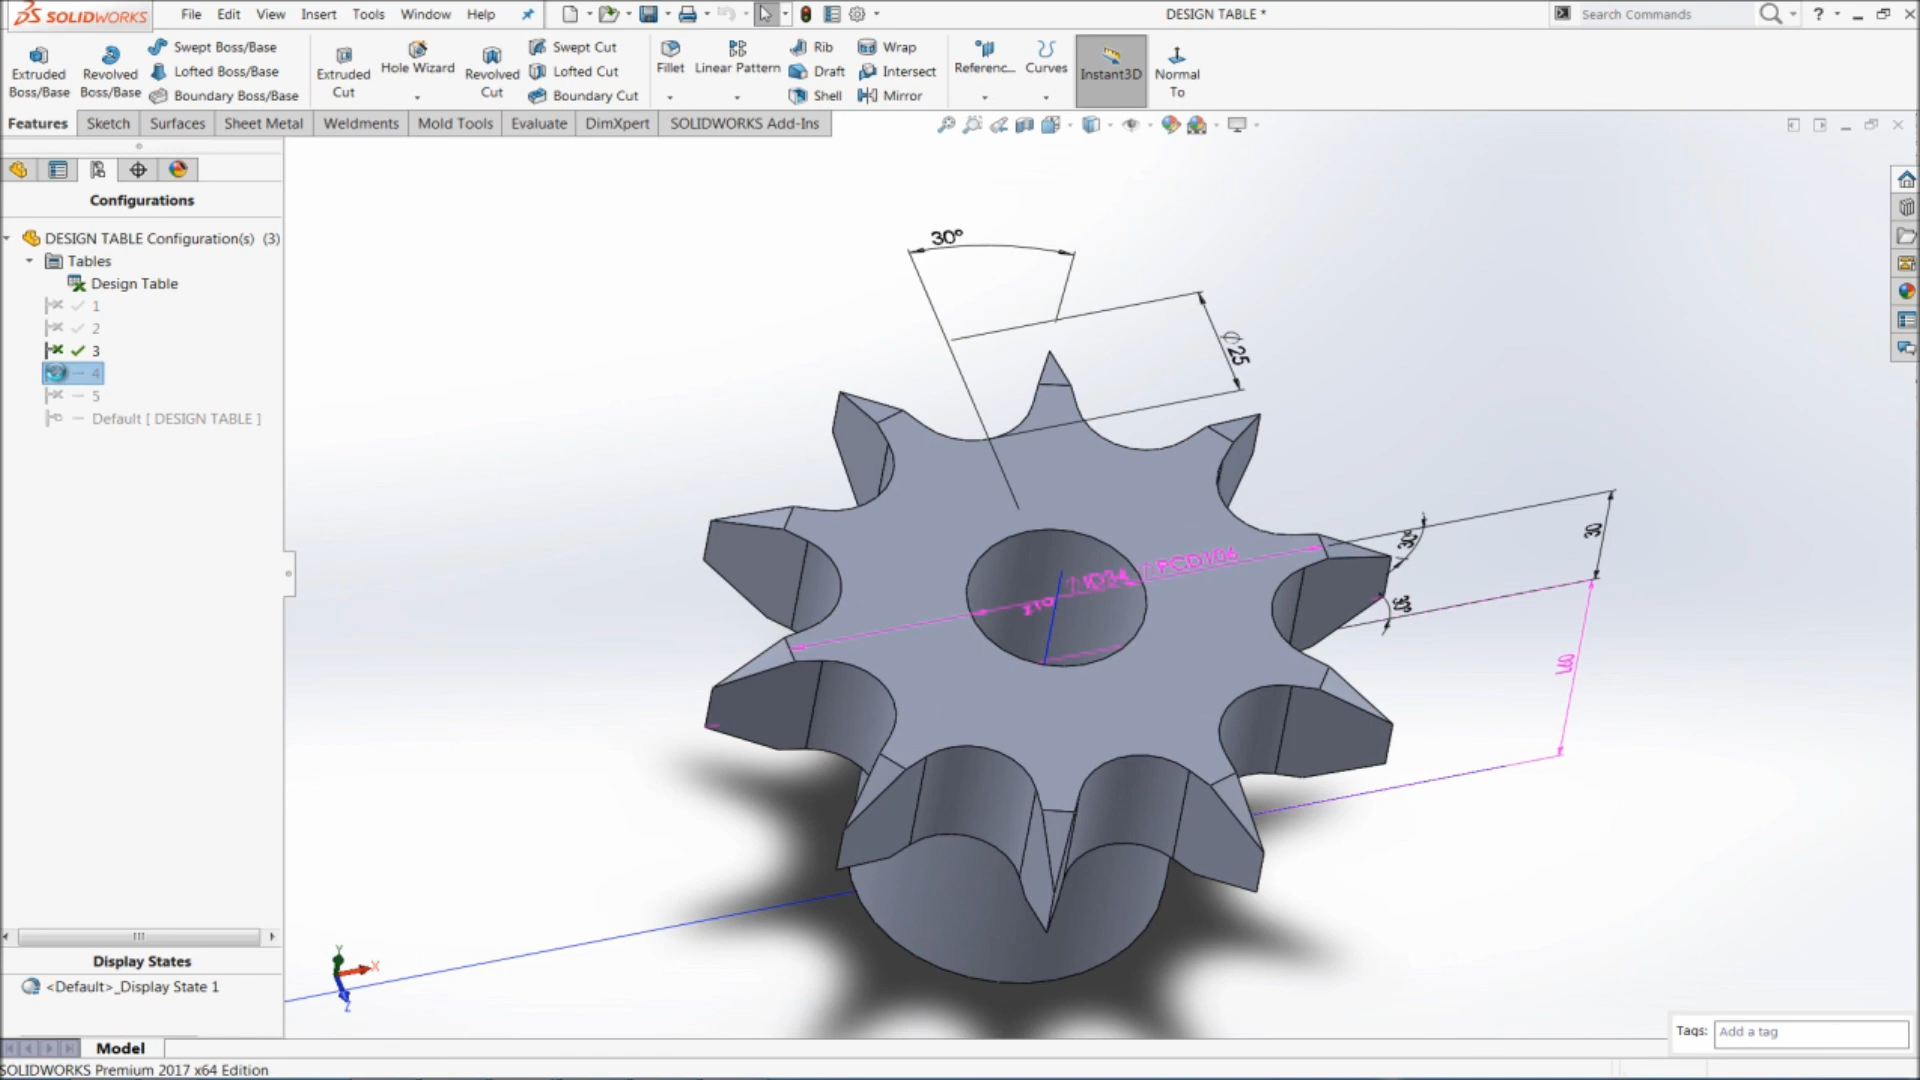 SOLIDWORKS File Edit View Insert Tools Window Help DESIGN TABLE * Search Commands ?
Extruded Boss/Base
Revolved Boss/Base
Swept Boss/Base
Lofted Boss/Base
Boundary Boss/Base
Extruded Cut
Hole Wizard
Revolved Cut
Swept Cut
Lofted Cut
Boundary Cut
Fillet
Linear Pattern
Rib
Draft
Shell
Wrap
Intersect
Mirror
Referenc...
Curves
Instant3D
Normal To
Features Sketch Surfaces Sheet Metal Weldments Mold Tools Evaluate DimXpert SOLIDWORKS Add-Ins
Configurations
DESIGN TABLE Configuration(s) (3)
Tables
Design Table
1
2
3
4
5
Default [ DESIGN TABLE ]
30°
∅25
30
30°
30°
∅PCD106
60
Display States
<Default>_Display State 1
Y
X
Z
Tags: Add a tag
Model
SOLIDWORKS Premium 2017 x64 Edition